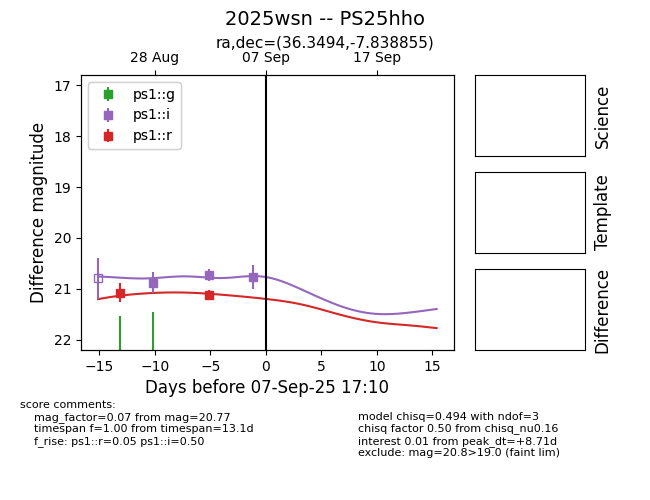 2025wsn -- PS25hho
ra,dec=(36.3494,-7.838855)
28 Aug 07 Sep 17 Sep
ps1::g
ps1::i
ps1::r
17
18
19
20
21
22
Difference magnitude
−15 −10 −5 0 5 10 15
Days before 07-Sep-25 17:10
Science
Template
Difference
score comments:
mag_factor=0.07 from mag=20.77
timespan f=1.00 from timespan=13.1d
f_rise: ps1::r=0.05 ps1::i=0.50
model chisq=0.494 with ndof=3
chisq factor 0.50 from chisq_nu0.16
interest 0.01 from peak_dt=+8.71d
exclude: mag=20.8>19.0 (faint lim)